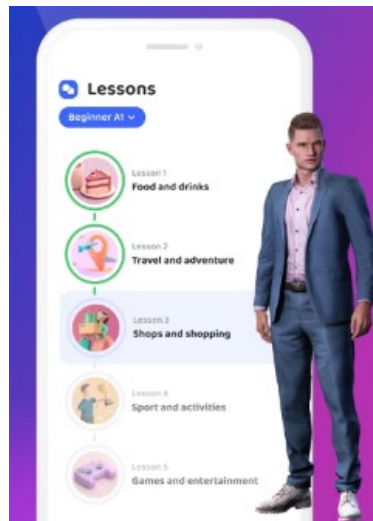 Lessons
Beginner A1
Lesson 1
Food and drinks
Lesson 2
Travel and adventure
Lesson 3
Shops and shopping
Lesson 4
Sport and activities
Lesson 5
Games and entertainment